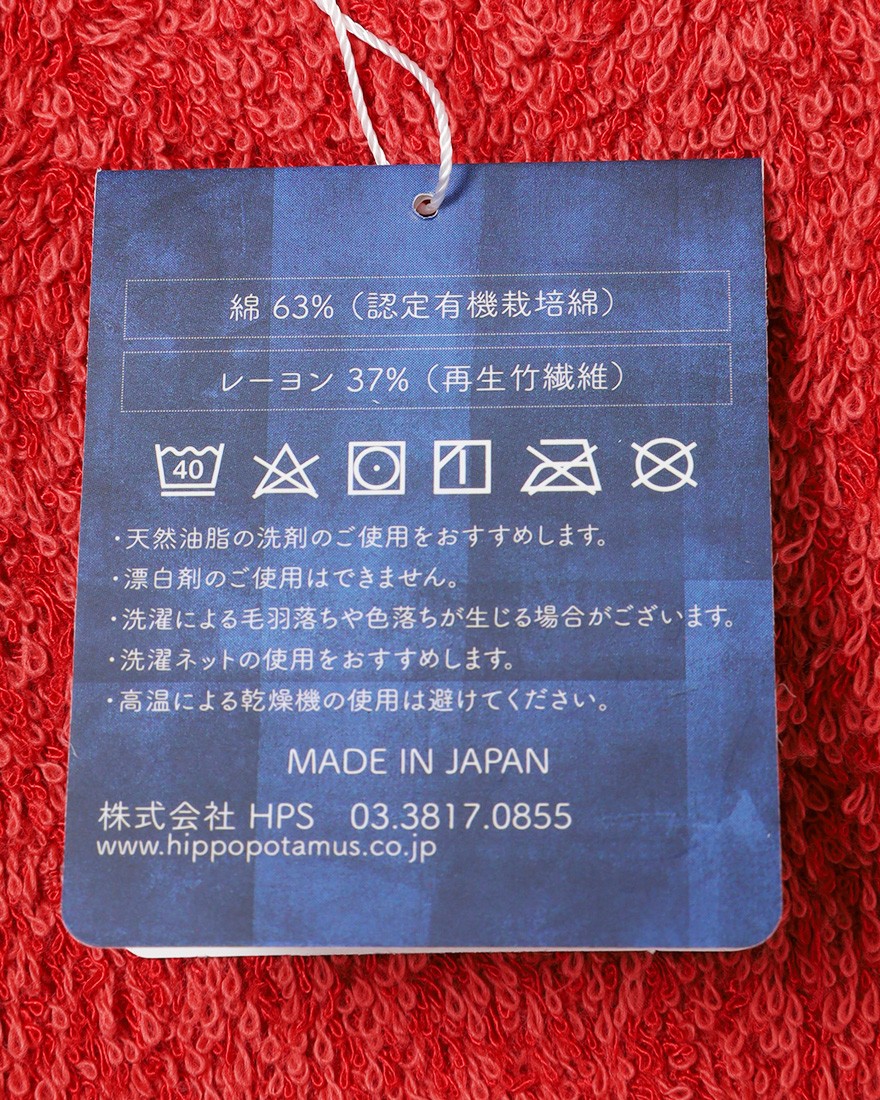 綿 63%（認定有機栽培綿）
レーヨン 37%（再生竹繊維）
40
・天然油脂の洗剤のご使用をおすすめします。
・漂白剤のご使用はできません。
・洗濯による毛羽落ちや色落ちが生じる場合がございます。
・洗濯ネットの使用をおすすめします。
・高温による乾燥機の使用は避けてください。
MADE IN JAPAN
株式会社 HPS 03.3817.0855
www.hippopotamus.co.jp